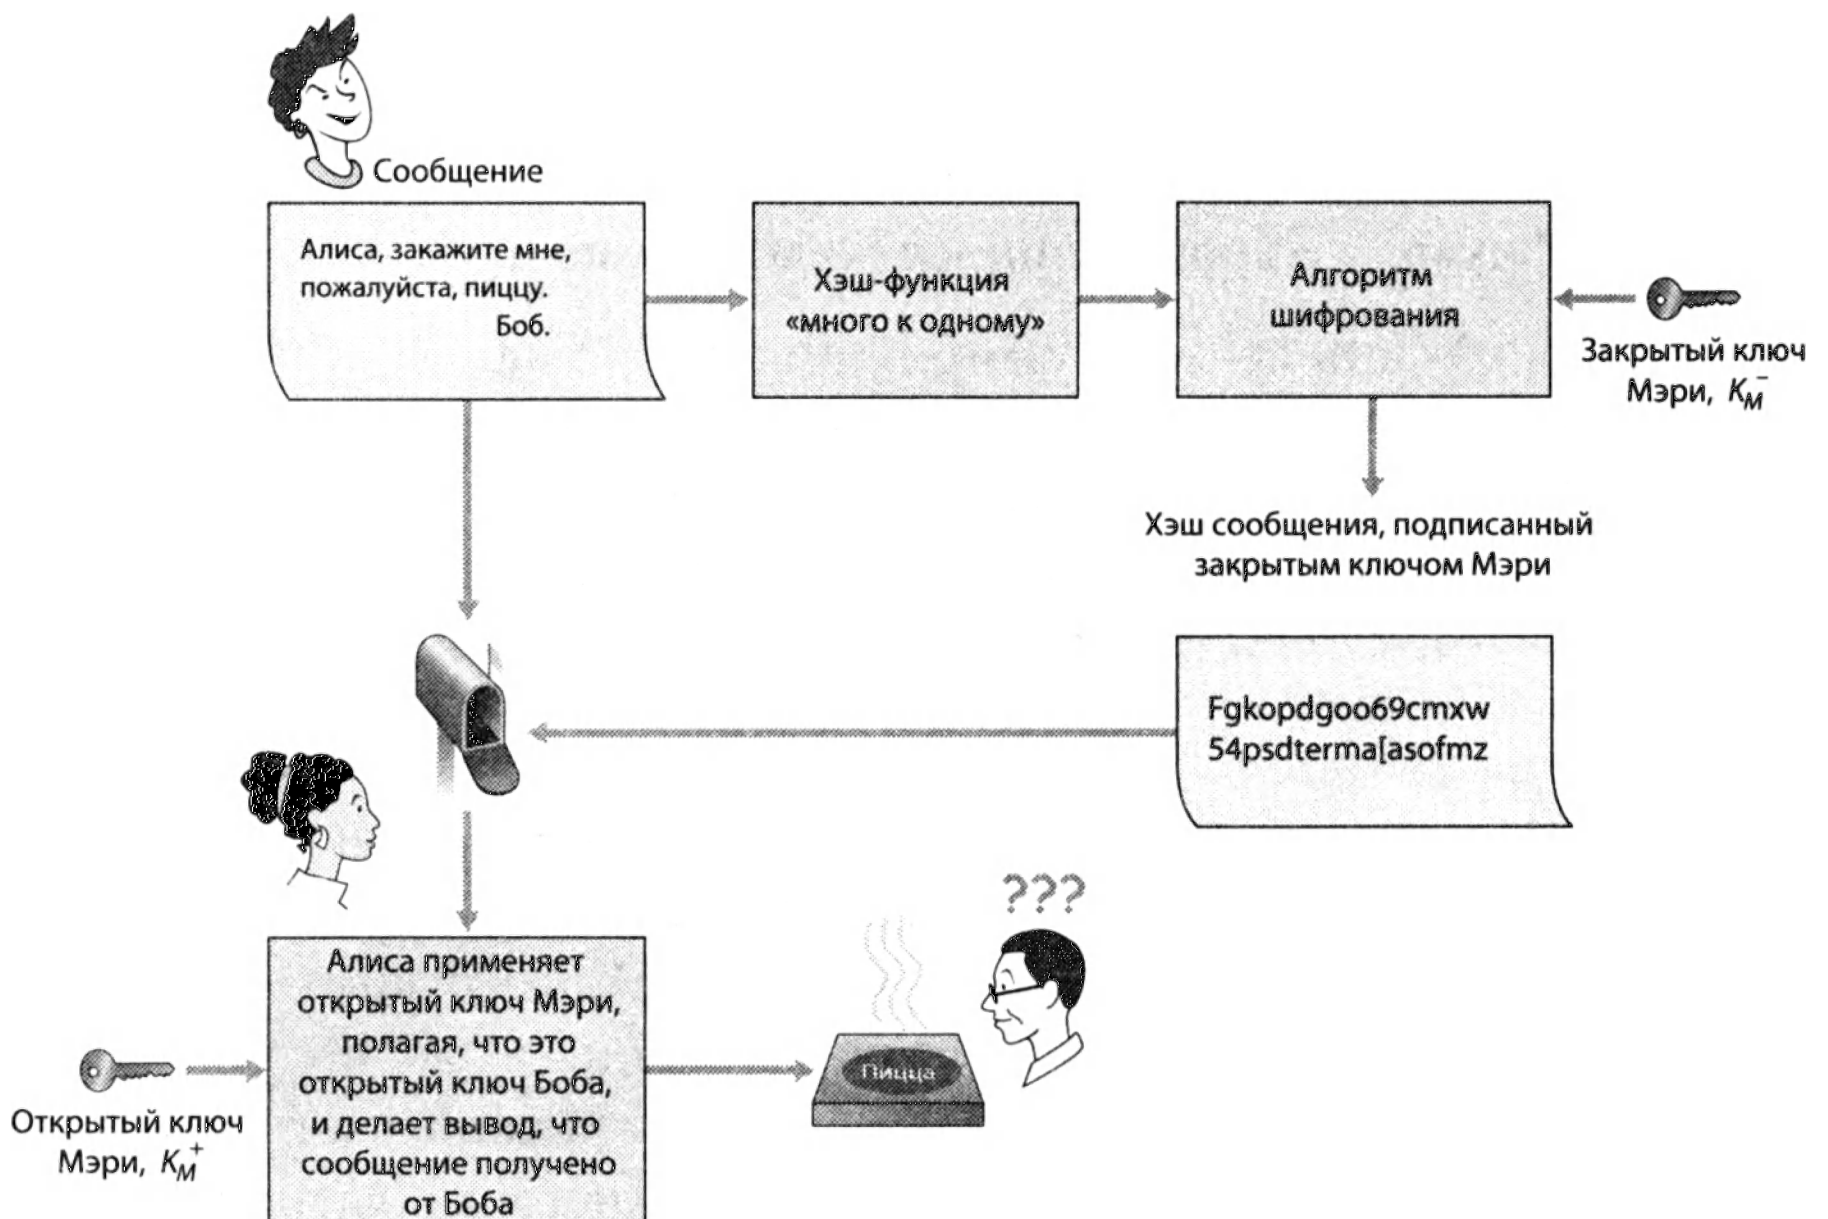 Сообщение
Алиса, закажите мне,
пожалуйста, пиццу.
Боб.
Хэш-функция
«много к одному»
Алгоритм
шифрования
Закрытый ключ
Мэри, K_M^-
Хэш сообщения, подписанный
закрытым ключом Мэри
Fgkopdgoo69cmxw
54psdterma[asofmz
???
Алиса применяет
открытый ключ Мэри,
полагая, что это
открытый ключ Боба,
и делает вывод, что
сообщение получено
от Боба
Пицца
Открытый ключ
Мэри, K_M^+